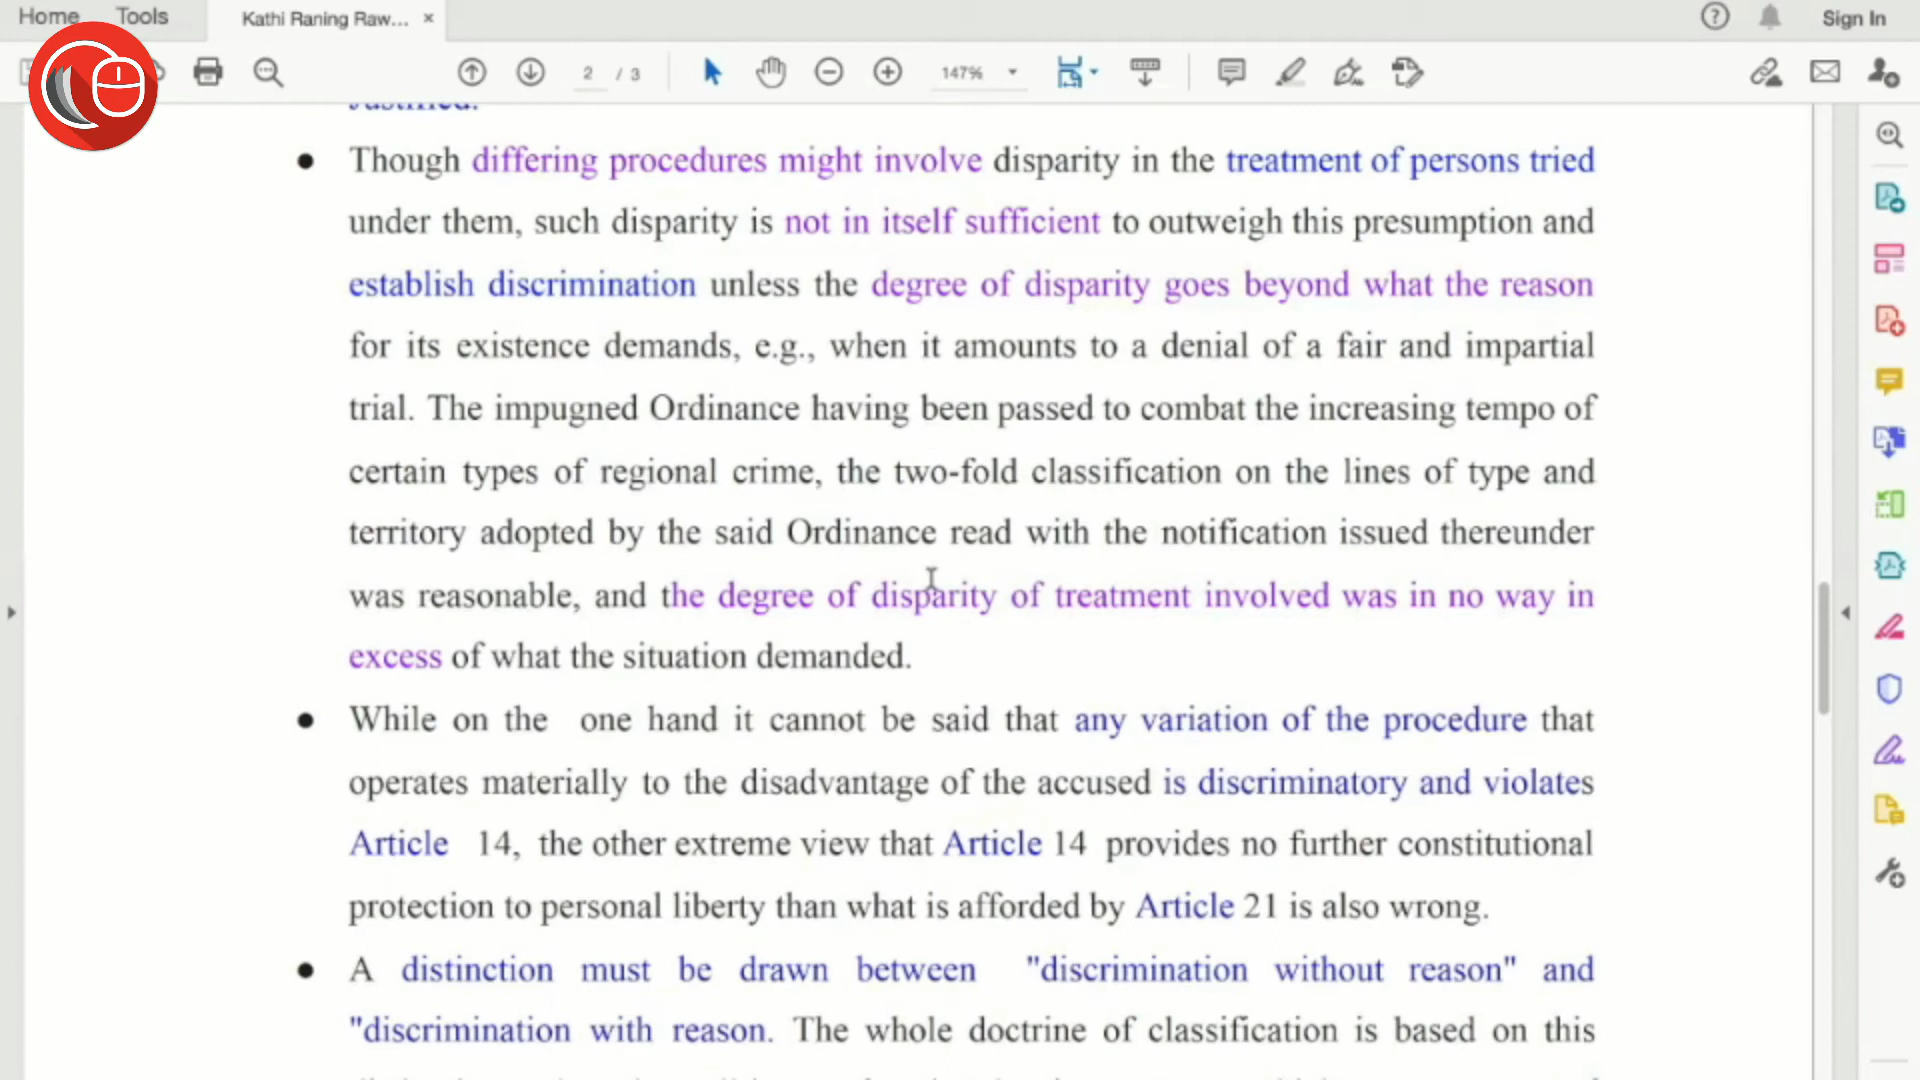 Home Tools Kathi Raning Raw... × Sign In
2 / 3 147%
Justified.
● Though differing procedures might involve disparity in the treatment of persons tried
under them, such disparity is not in itself sufficient to outweigh this presumption and
establish discrimination unless the degree of disparity goes beyond what the reason
for its existence demands, e.g., when it amounts to a denial of a fair and impartial
trial. The impugned Ordinance having been passed to combat the increasing tempo of
certain types of regional crime, the two-fold classification on the lines of type and
territory adopted by the said Ordinance read with the notification issued thereunder
was reasonable, and the degree of disparity of treatment involved was in no way in
excess of what the situation demanded.
● While on the one hand it cannot be said that any variation of the procedure that
operates materially to the disadvantage of the accused is discriminatory and violates
Article 14, the other extreme view that Article 14 provides no further constitutional
protection to personal liberty than what is afforded by Article 21 is also wrong.
● A distinction must be drawn between "discrimination without reason" and
"discrimination with reason. The whole doctrine of classification is based on this